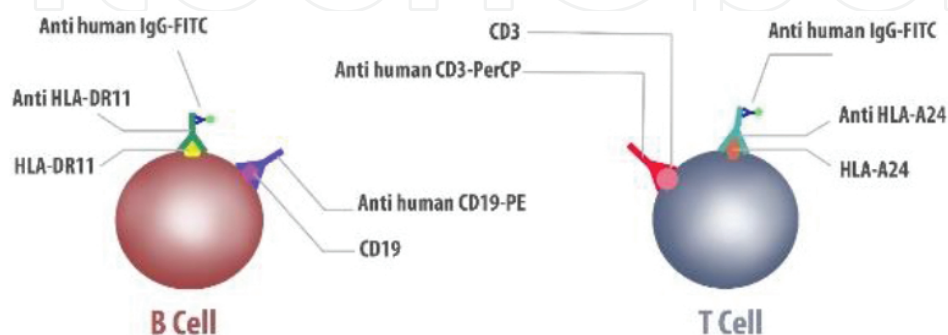 Anti human IgG-FITC
Anti HLA-DR11
HLA-DR11
Anti human CD19-PE
CD19
B Cell
CD3
Anti human CD3-PerCP
Anti human IgG-FITC
Anti HLA-A24
HLA-A24
T Cell